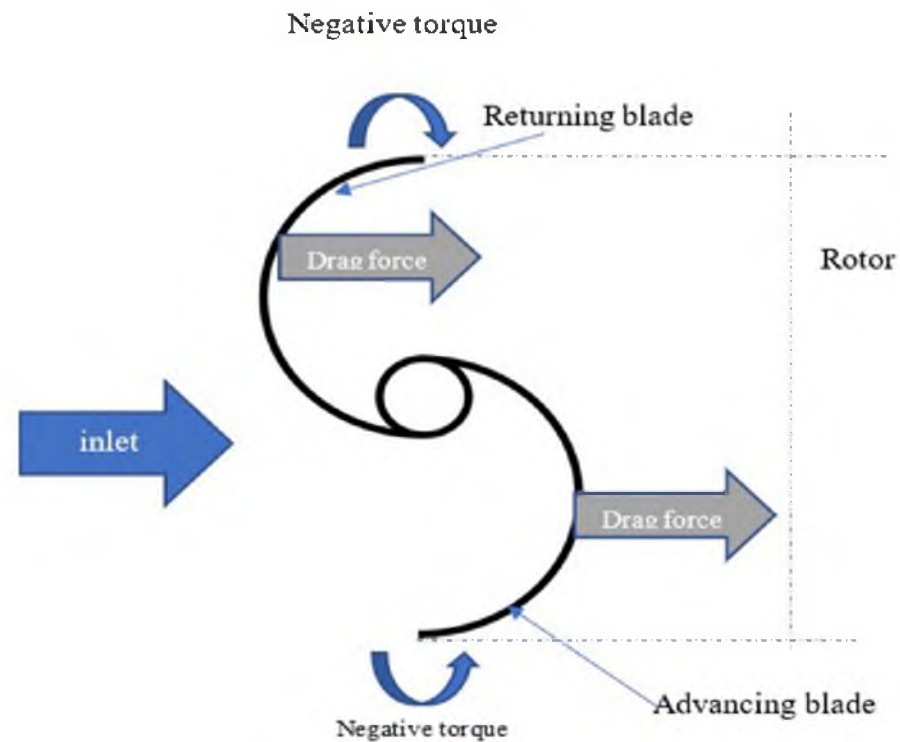 Negative torque
Returning blade
Drag force
Rotor
inlet
Drag force
Advancing blade
Negative torque